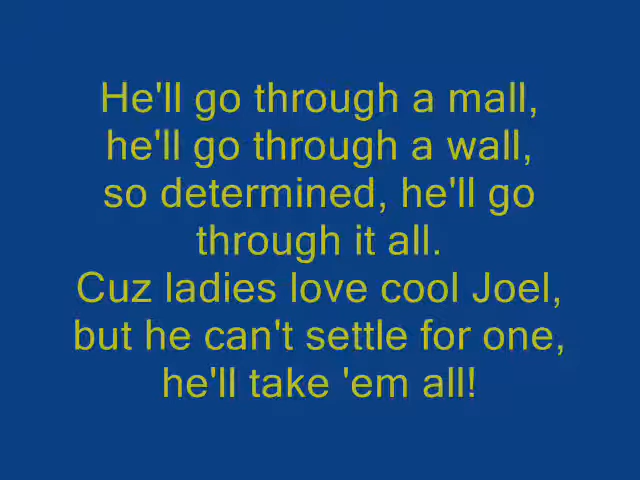 He'll go through a mall,
he'll go through a wall,
so determined, he'll go
through it all.
Cuz ladies love cool Joel,
but he can't settle for one,
he'll take 'em all!